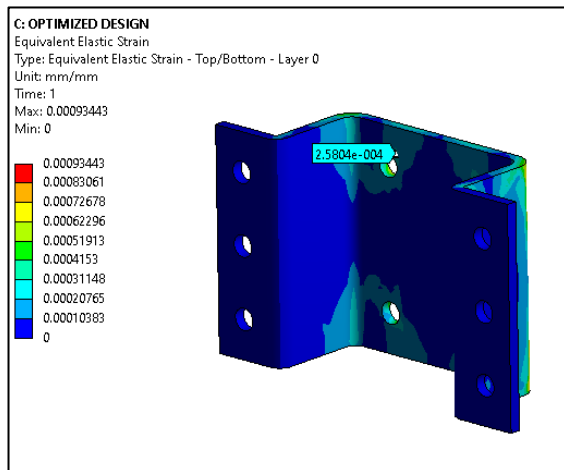 C: OPTIMIZED DESIGN
Equivalent Elastic Strain
Type: Equivalent Elastic Strain - Top/Bottom - Layer 0
Unit: mm/mm
Time: 1
Max: 0.00093443
Min: 0
2.5804e-004
0.00093443
0.00083061
0.00072678
0.00062296
0.00051913
0.0004153
0.00031148
0.00020765
0.00010383
0